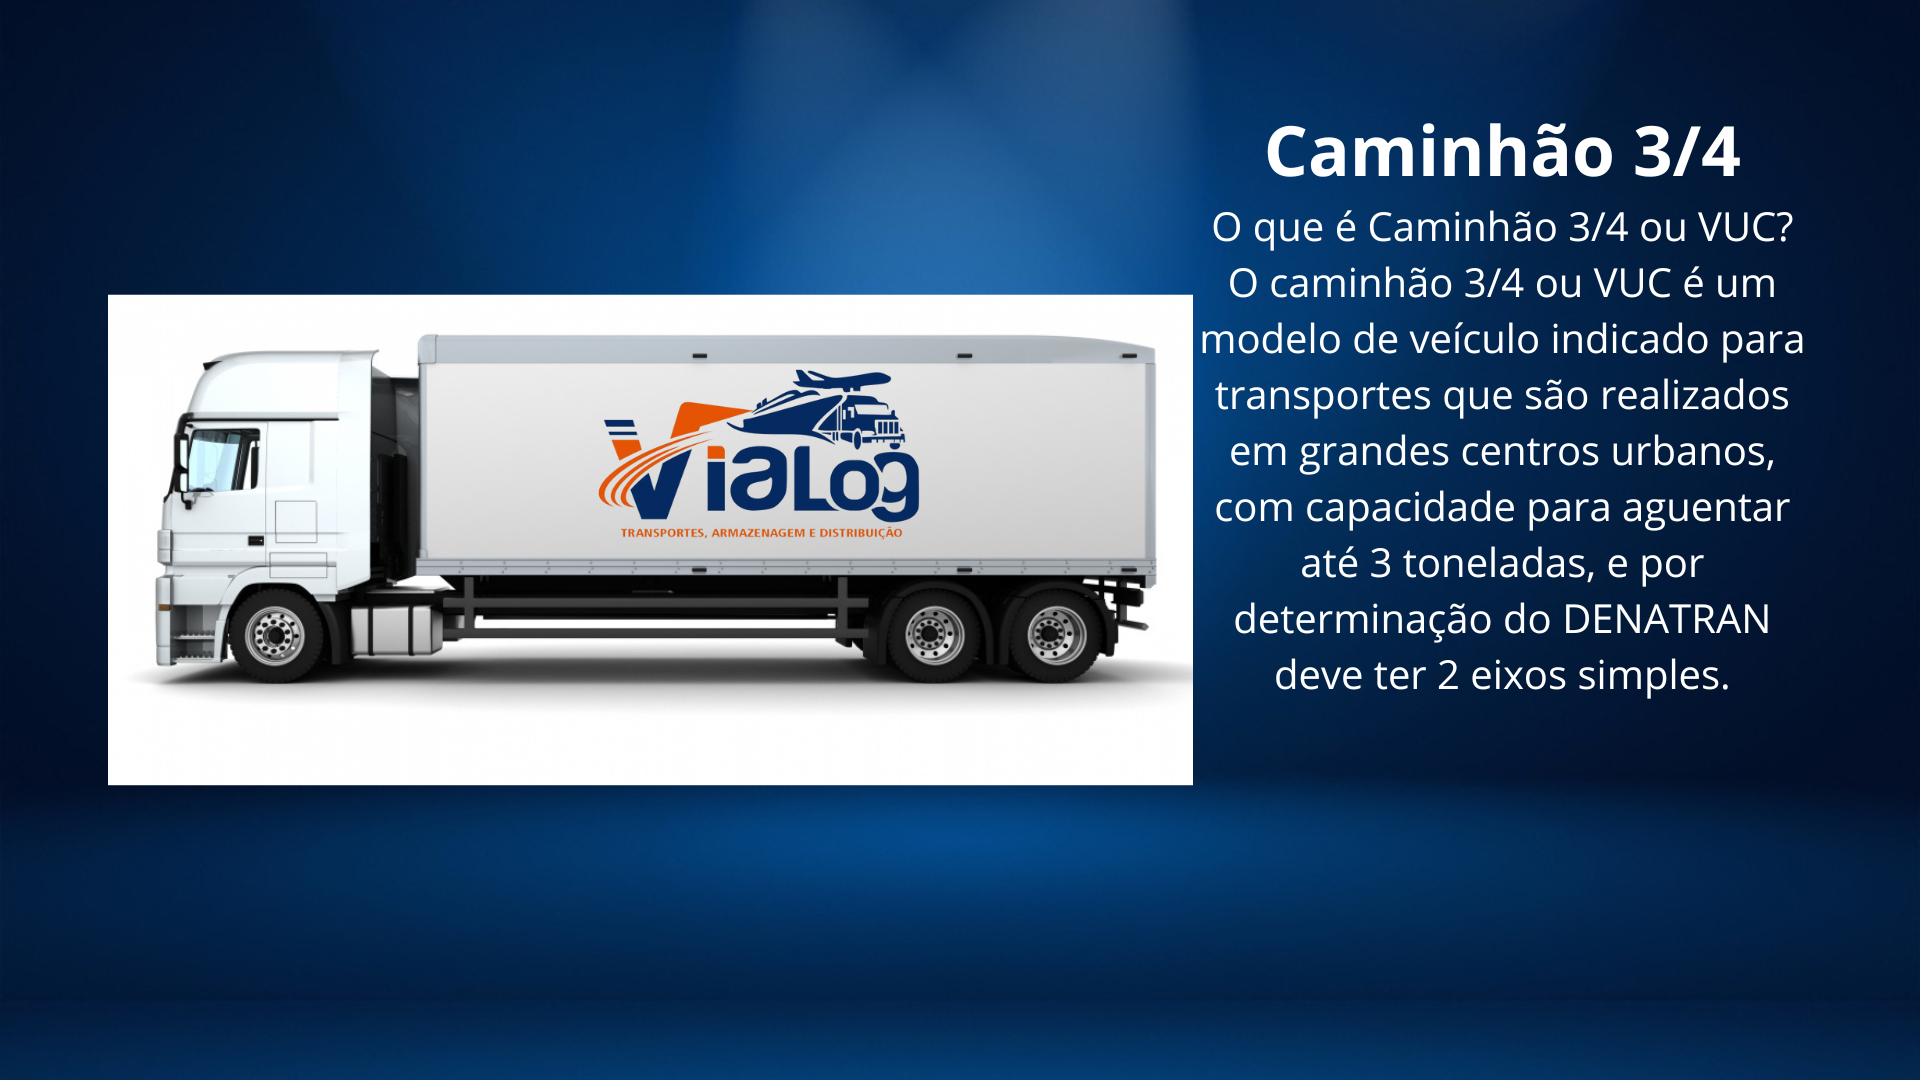 Caminhão 3/4
O que é Caminhão 3/4 ou VUC?
O caminhão 3/4 ou VUC é um
modelo de veículo indicado para
transportes que são realizados
em grandes centros urbanos,
com capacidade para aguentar
até 3 toneladas, e por
determinação do DENATRAN
deve ter 2 eixos simples.
ViaLog
TRANSPORTES, ARMAZENAGEM E DISTRIBUIÇÃO